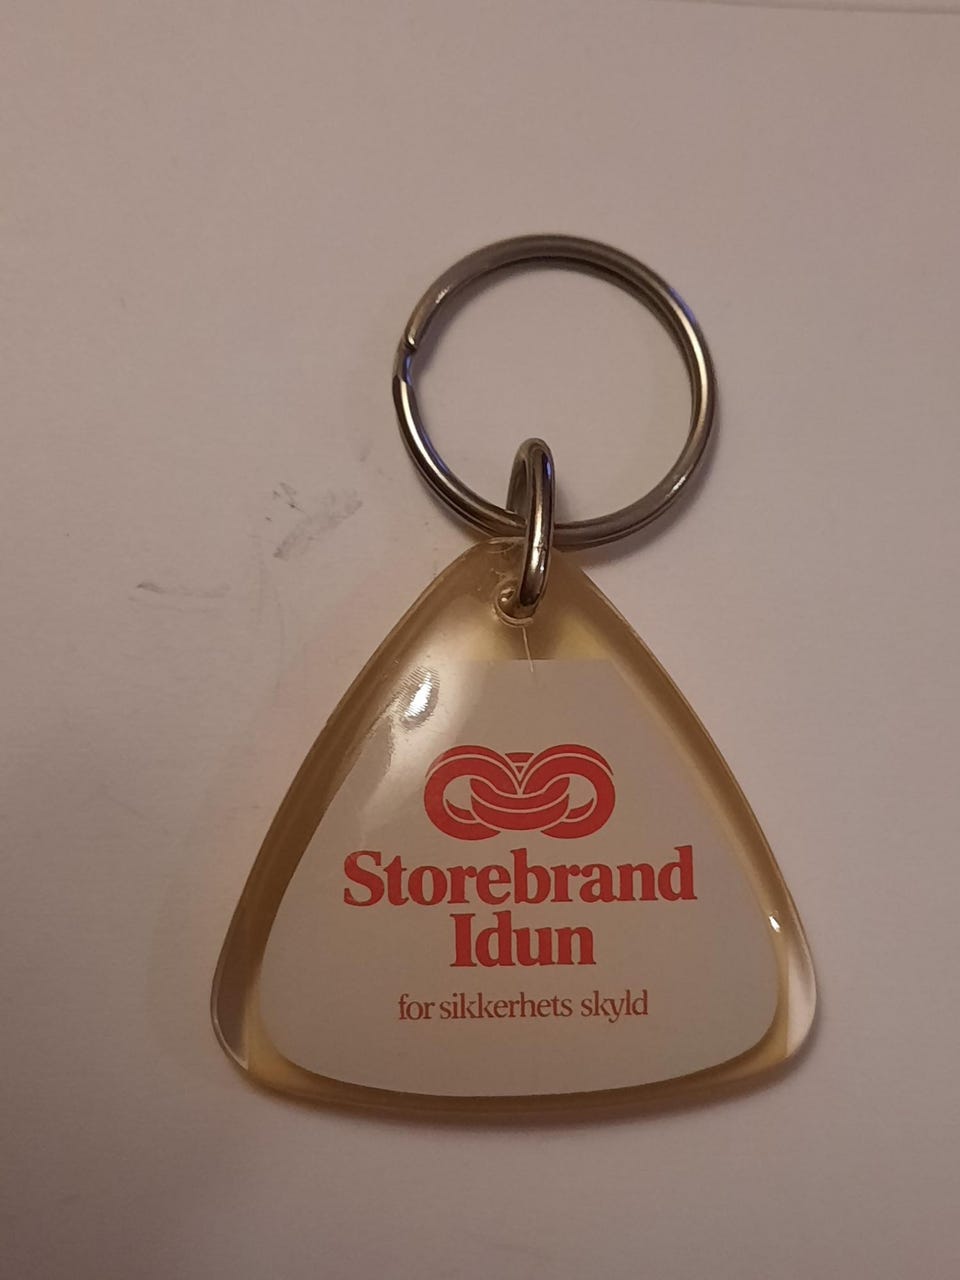 Storebrand
Idun
for sikkerhets skyld